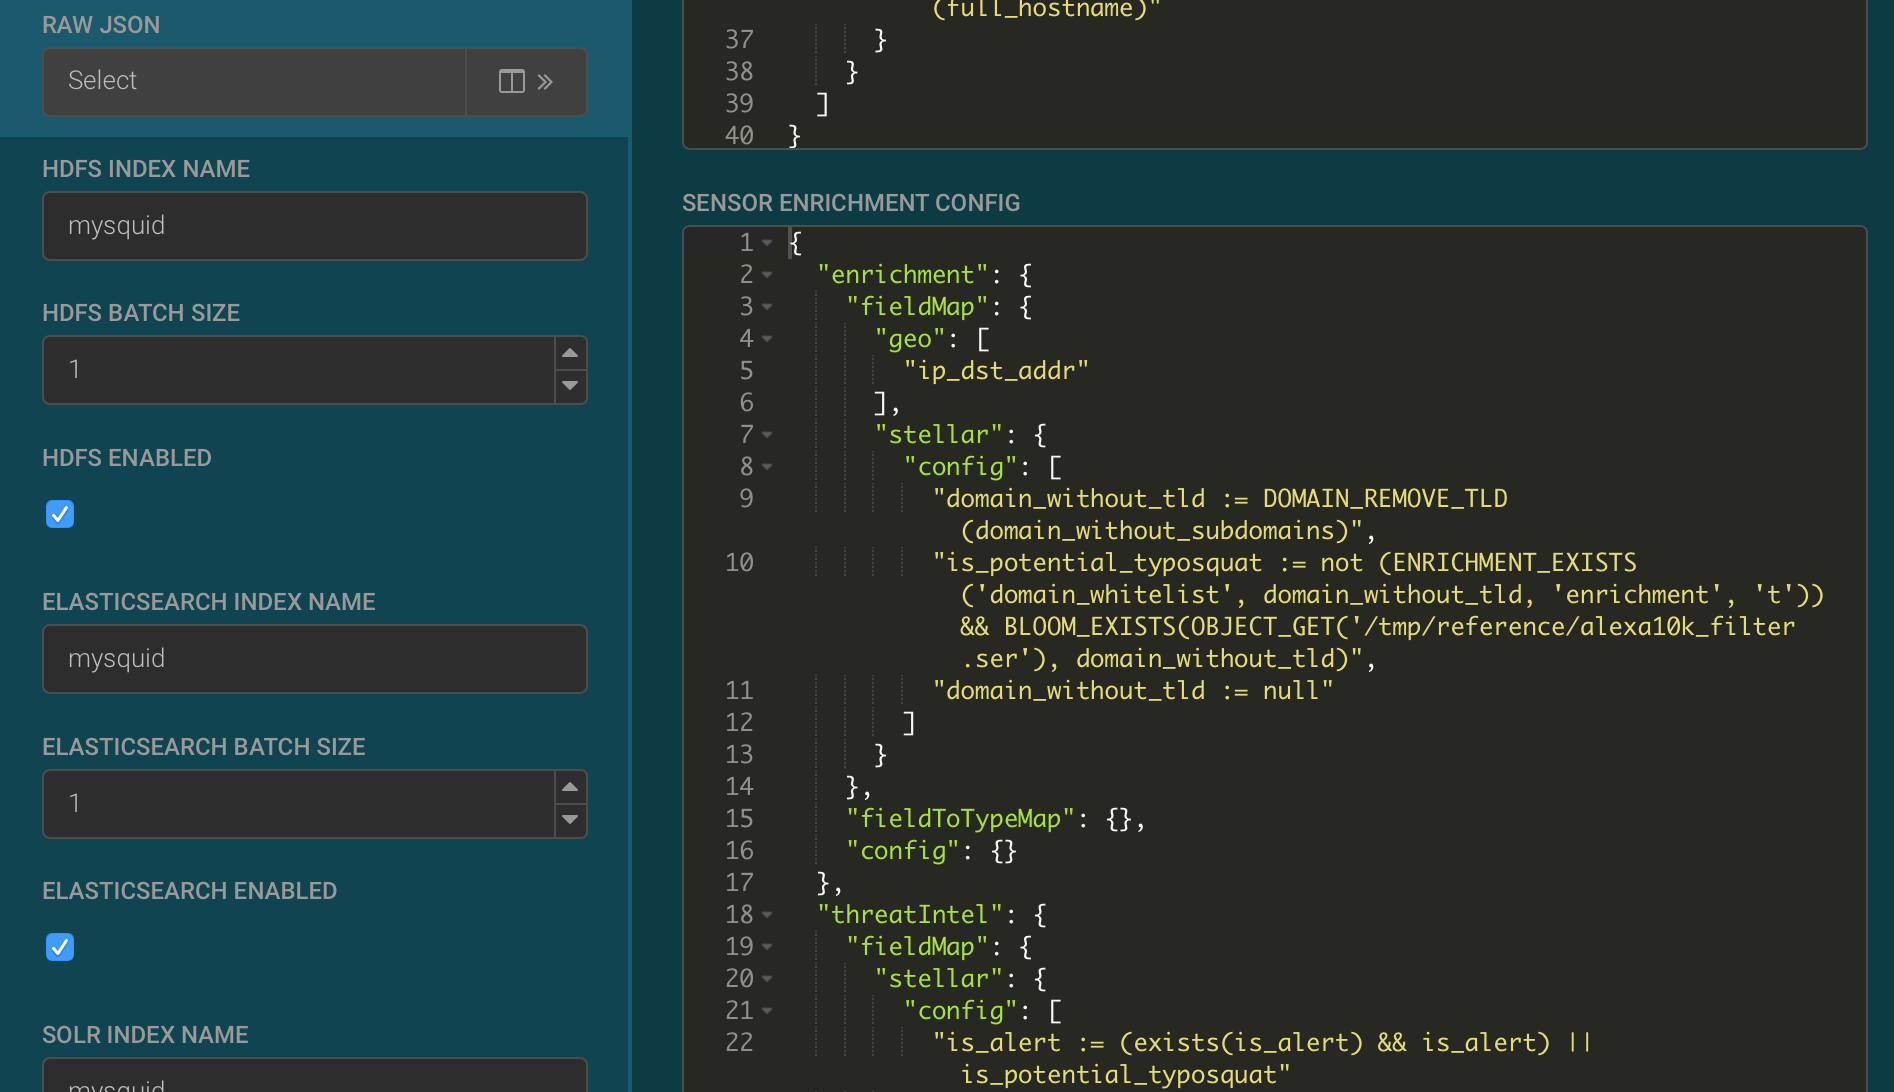 RAW JSON
Select
HDFS INDEX NAME
mysquid
HDFS BATCH SIZE
1
HDFS ENABLED
ELASTICSEARCH INDEX NAME
mysquid
ELASTICSEARCH BATCH SIZE
1
ELASTICSEARCH ENABLED
SOLR INDEX NAME
mysquid
(full_hostname)"
37 }
38 }
39 ]
40 }
SENSOR ENRICHMENT CONFIG
1 {
2 "enrichment": {
3 "fieldMap": {
4 "geo": [
5 "ip_dst_addr"
6 ],
7 "stellar": {
8 "config": [
9 "domain_without_tld := DOMAIN_REMOVE_TLD
(domain_without_subdomains)",
10 "is_potential_typosquat := not (ENRICHMENT_EXISTS
('domain_whitelist', domain_without_tld, 'enrichment', 't'))
&& BLOOM_EXISTS(OBJECT_GET('/tmp/reference/alexa10k_filter
.ser'), domain_without_tld)",
11 "domain_without_tld := null"
12 ]
13 }
14 },
15 "fieldToTypeMap": {},
16 "config": {}
17 },
18 "threatIntel": {
19 "fieldMap": {
20 "stellar": {
21 "config": [
22 "is_alert := (exists(is_alert) && is_alert) ||
is_potential_typosquat"